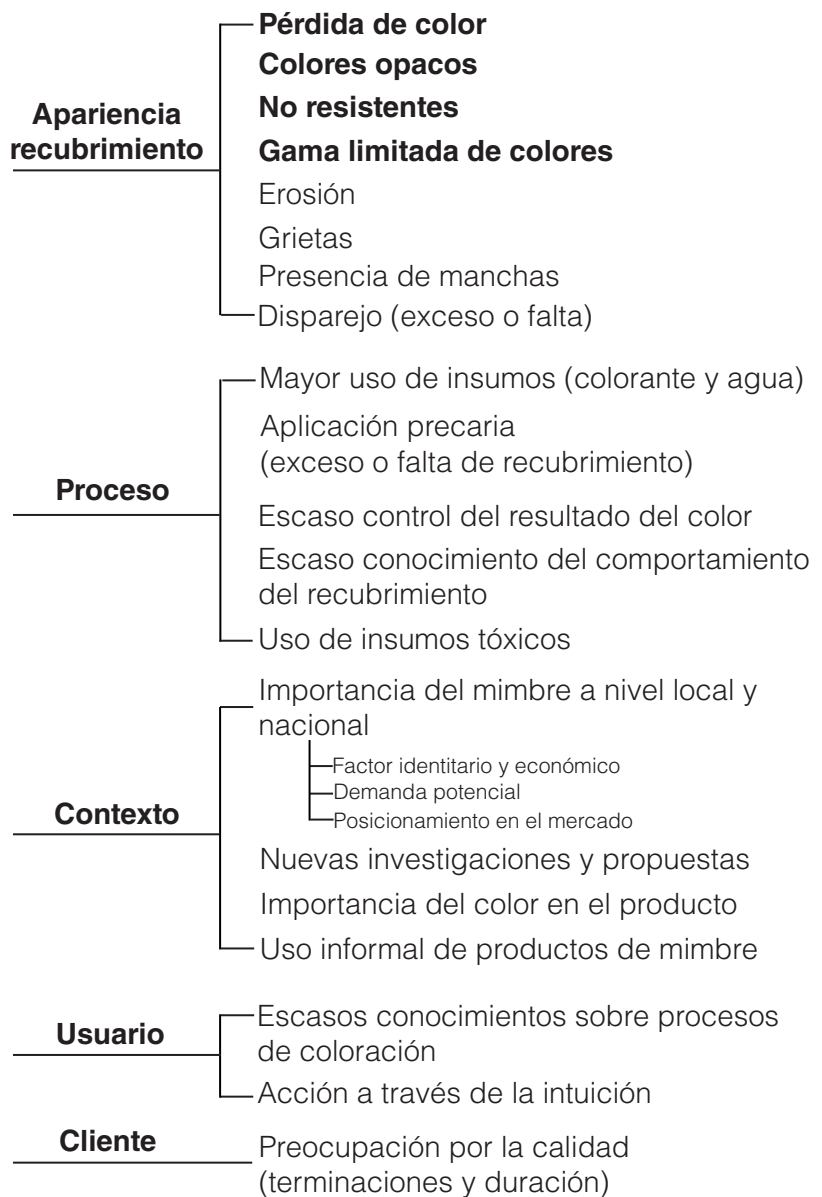 Apariencia
recubrimiento
Pérdida de color
Colores opacos
No resistentes
Gama limitada de colores
Erosión
Grietas
Presencia de manchas
Disparejo (exceso o falta)
Proceso
Mayor uso de insumos (colorante y agua)
Aplicación precaria
(exceso o falta de recubrimiento)
Escaso control del resultado del color
Escaso conocimiento del comportamiento
del recubrimiento
Uso de insumos tóxicos
Contexto
Importancia del mimbre a nivel local y
nacional
Factor identitario y económico
Demanda potencial
Posicionamiento en el mercado
Nuevas investigaciones y propuestas
Importancia del color en el producto
Uso informal de productos de mimbre
Usuario
Escasos conocimientos sobre procesos
de coloración
Acción a través de la intuición
Cliente
Preocupación por la calidad
(terminaciones y duración)